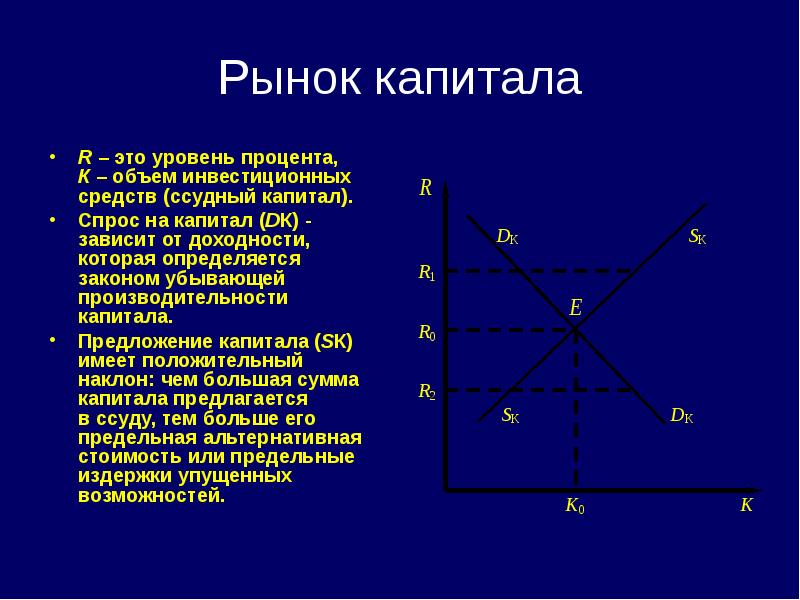 Рынок капитала
• R – это уровень процента,
К – объем инвестиционных
средств (ссудный капитал).
• Спрос на капитал (DК) -
зависит от доходности,
которая определяется
законом убывающей
производительности
капитала.
• Предложение капитала (SК)
имеет положительный
наклон: чем большая сумма
капитала предлагается
в ссуду, тем больше его
предельная альтернативная
стоимость или предельные
издержки упущенных
возможностей.
R
DK
SK
R1
E
R0
R2
SK
DK
K0
K